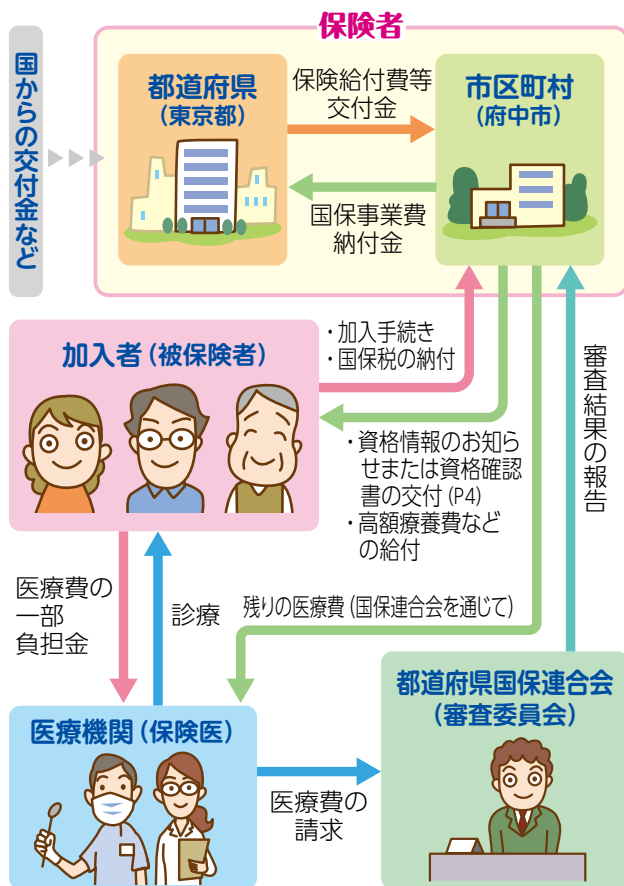 保険者
国からの交付金など
都道府県
(東京都)
保険給付費等
交付金
市区町村
(府中市)
国保事業費
納付金
加入者(被保険者)
・加入手続き
・国保税の納付
審査結果の報告
・資格情報のお知ら
せまたは資格確認
書の交付(P4)
・高額療養費など
の給付
医療費の
一部
負担金
診療
残りの医療費(国保連合会を通じて)
医療機関(保険医)
医療費の
請求
都道府県国保連合会
(審査委員会)